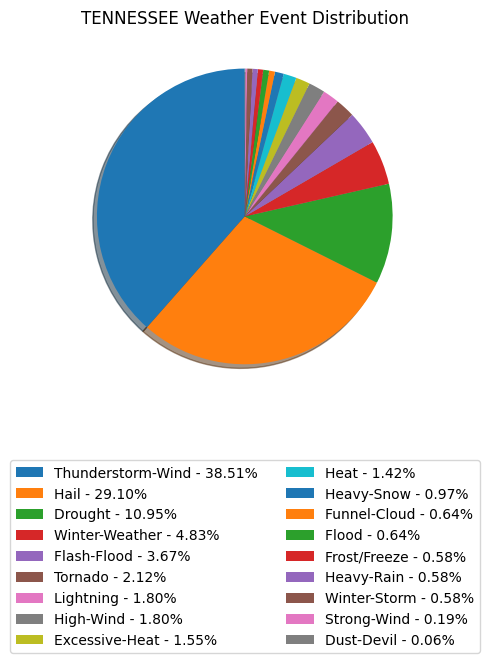 TENNESSEE Weather Event Distribution
Thunderstorm-Wind - 38.51%
Hail - 29.10%
Drought - 10.95%
Winter-Weather - 4.83%
Flash-Flood - 3.67%
Tornado - 2.12%
Lightning - 1.80%
High-Wind - 1.80%
Excessive-Heat - 1.55%
Heat - 1.42%
Heavy-Snow - 0.97%
Funnel-Cloud - 0.64%
Flood - 0.64%
Frost/Freeze - 0.58%
Heavy-Rain - 0.58%
Winter-Storm - 0.58%
Strong-Wind - 0.19%
Dust-Devil - 0.06%